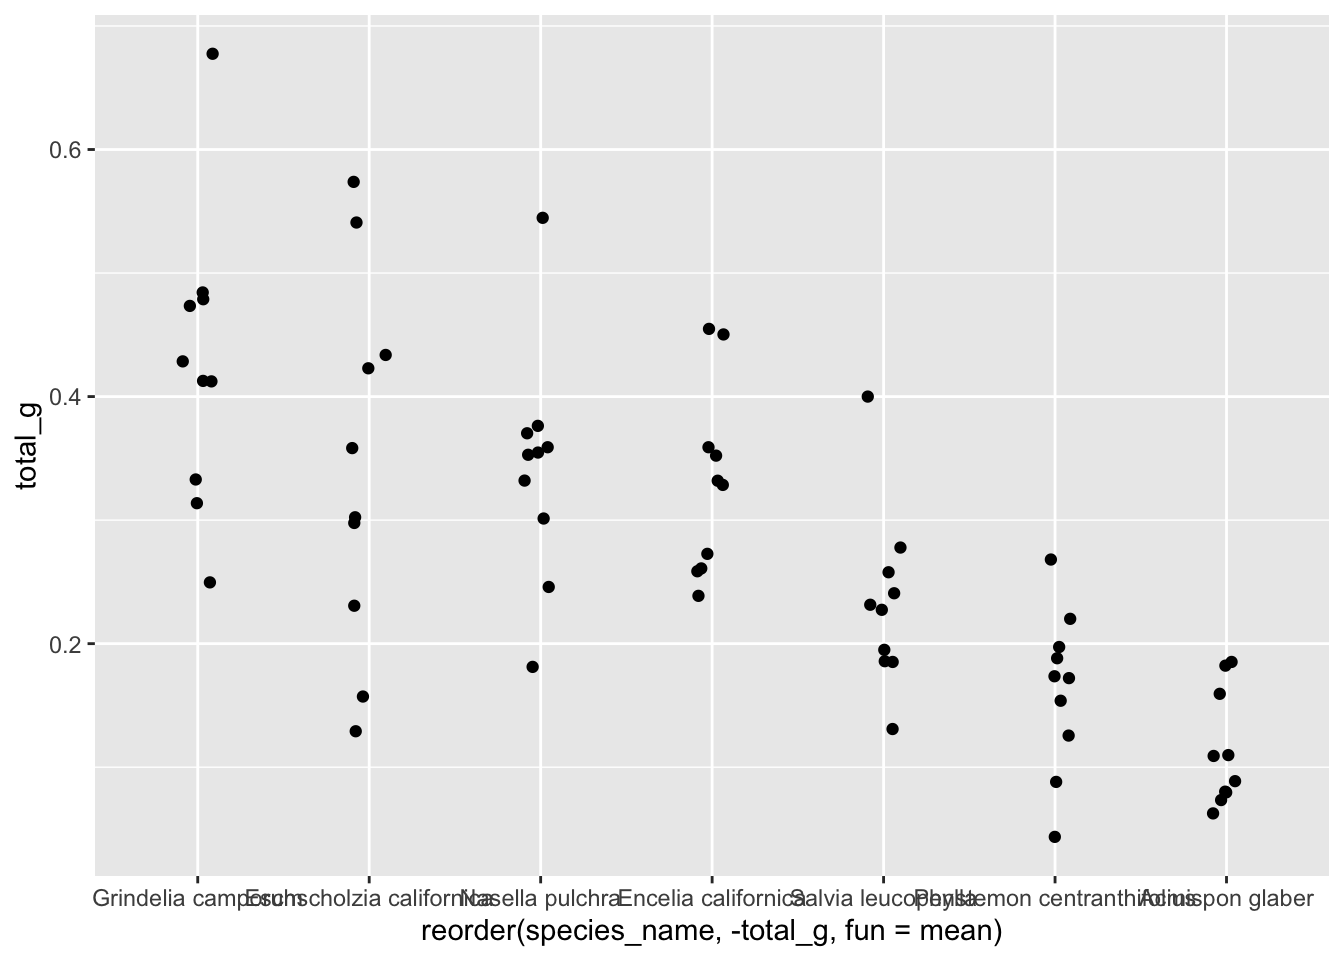 0.6
0.4
0.2
total_g
Grindelia camporum Eschscholzia californica Nasella pulchra Encelia californica Salvia leucophylla Penstemon centranthifolius Acmispon glaber
reorder(species_name, -total_g, fun = mean)